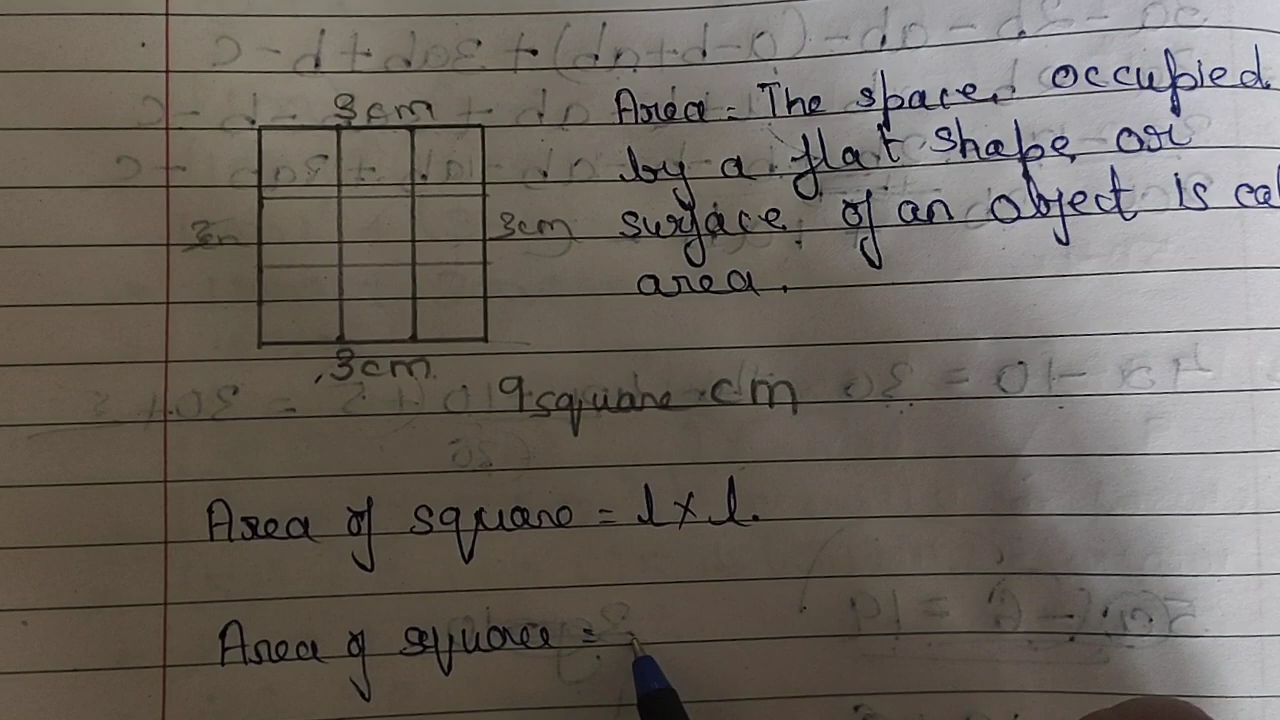 3cm
Area - The space occupied
by a flat shape or
surface of an object is cal
area.
3cm
3cm
9 square cm
Area of square = l x l.
Area of square =